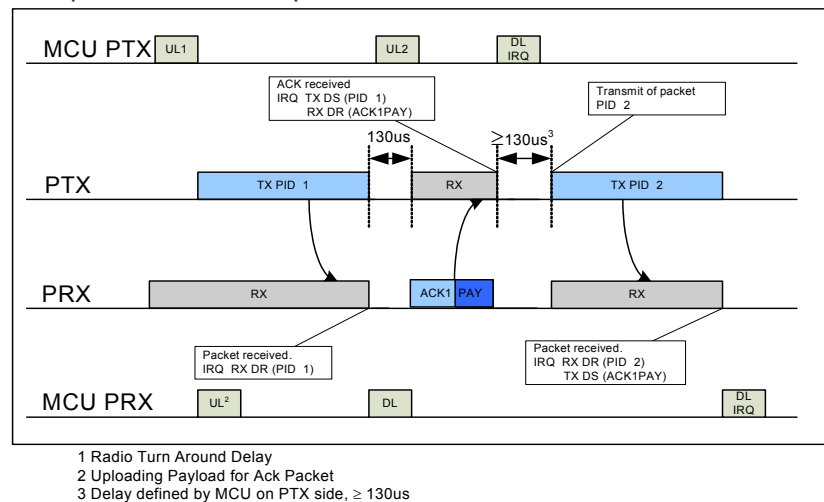 MCU PTX
UL1
UL2
DL
IRQ
ACK received
IRQ TX DS (PID 1)
RX DR (ACK1PAY)
Transmit of packet
PID 2
130us
≥130us³
PTX
TX PID 1
RX
TX PID 2
PRX
RX
ACK1 PAY
RX
Packet received.
IRQ RX DR (PID 1)
Packet received.
IRQ RX DR (PID 2)
TX DS (ACK1PAY)
MCU PRX
UL²
DL
DL
IRQ
1 Radio Turn Around Delay
2 Uploading Payload for Ack Packet
3 Delay defined by MCU on PTX side, ≥ 130us